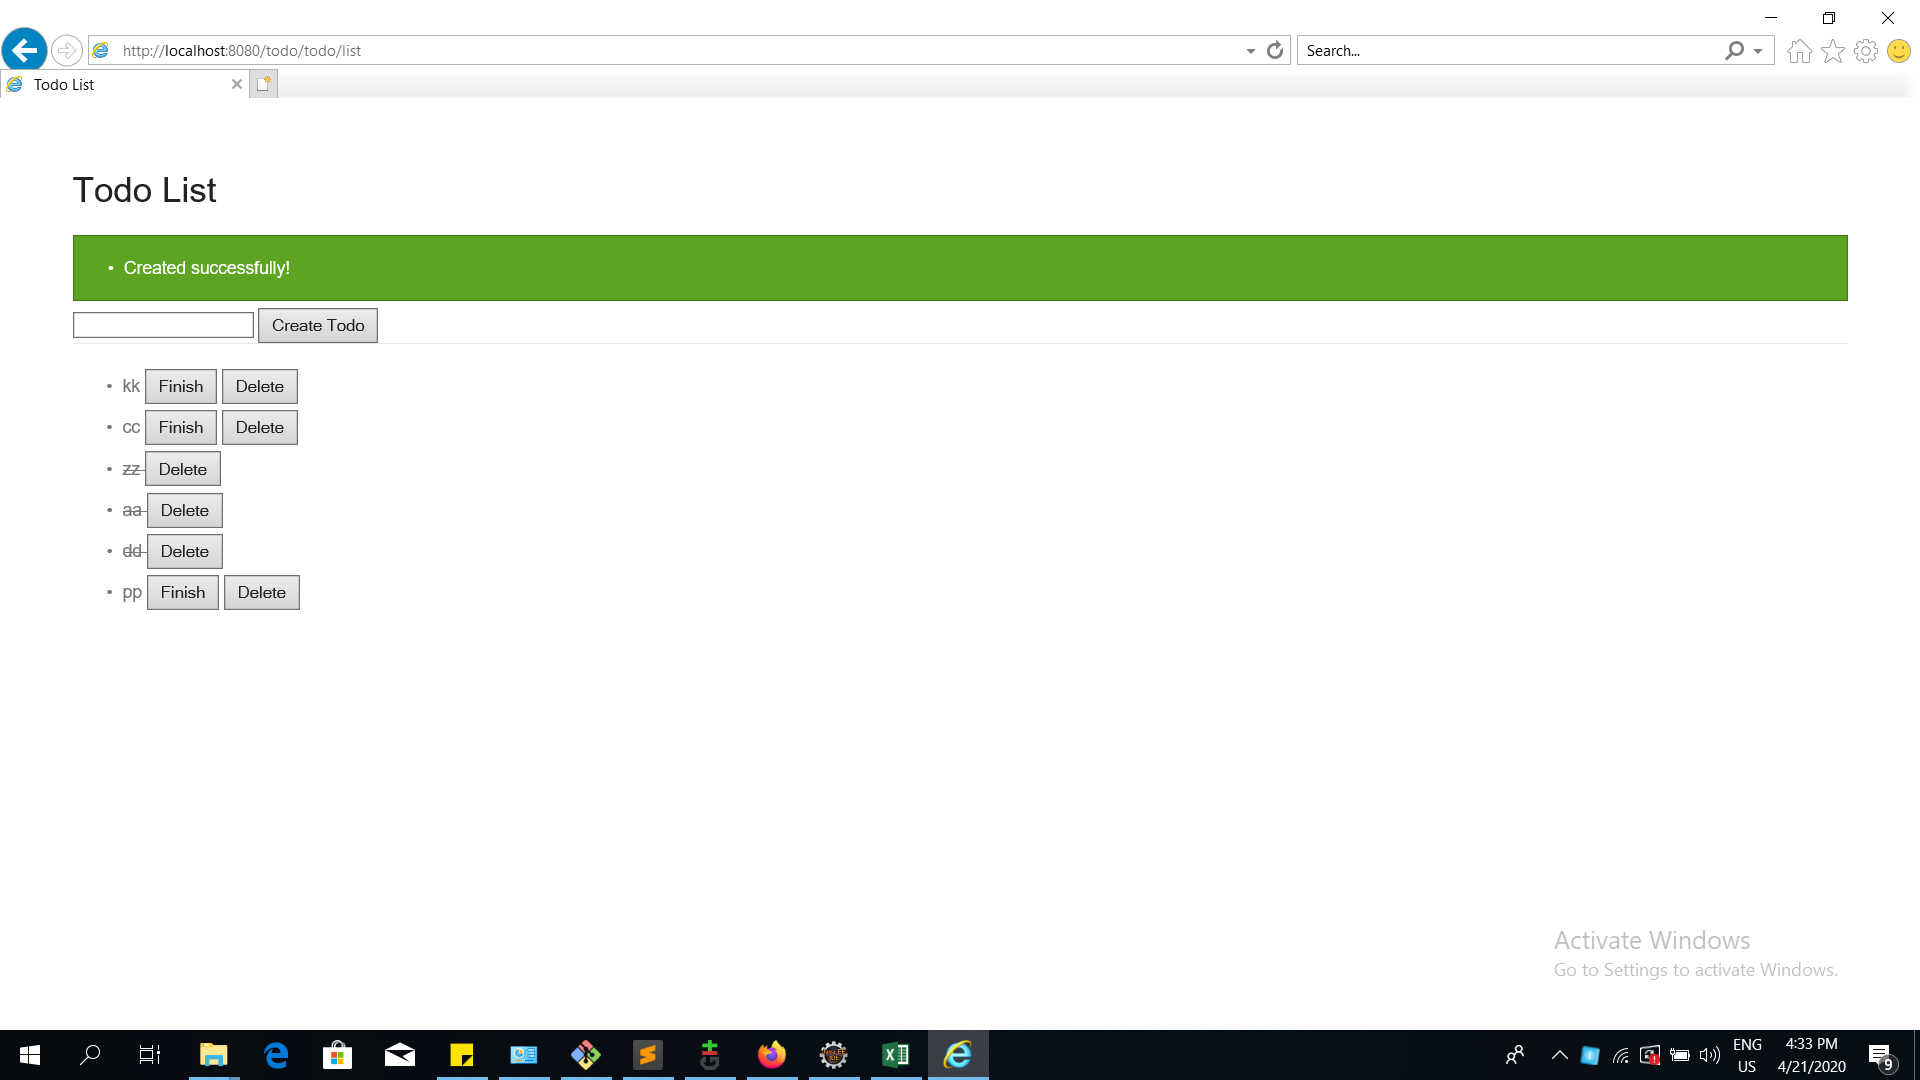 http://localhost:8080/todo/todo/list
Search...
Todo List
Todo List
• Created successfully!
Create Todo
• kk Finish Delete
• cc Finish Delete
• zz Delete
• aa Delete
• dd Delete
• pp Finish Delete
Activate Windows
Go to Settings to activate Windows.
ENG
US
4:33 PM
4/21/2020
9